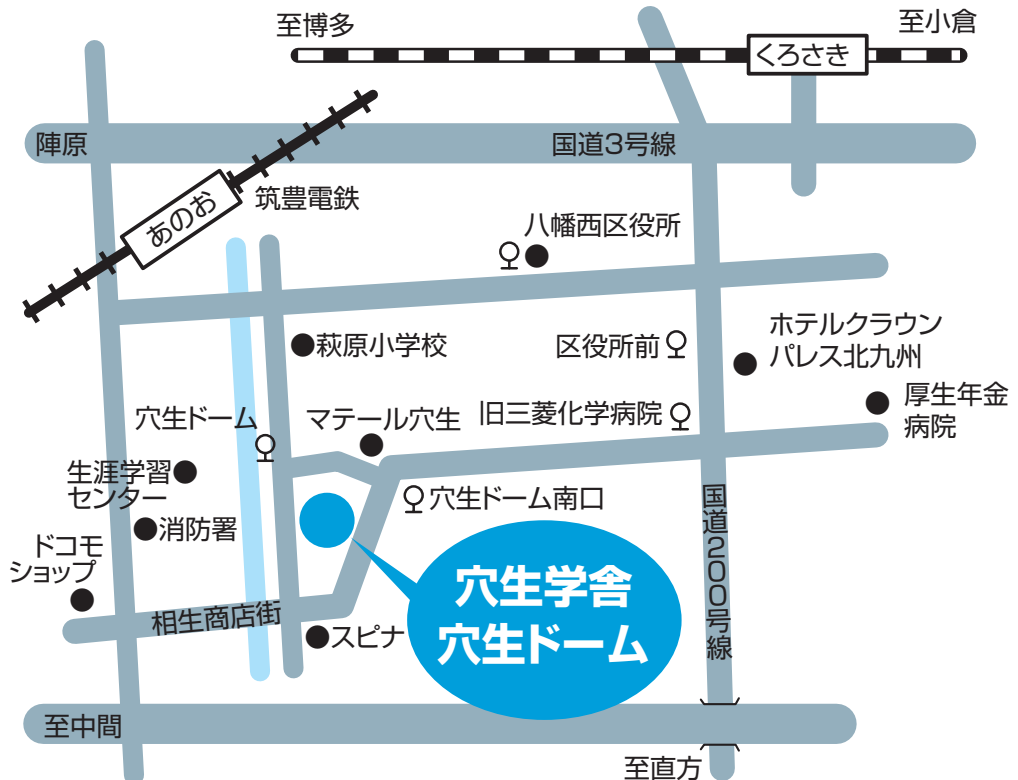 至博多
至小倉
くろさき
陣原
国道3号線
筑豊電鉄
あのお
八幡西区役所
萩原小学校
区役所前
ホテルクラウン
パレス北九州
厚生年金
病院
穴生ドーム
マテール穴生
旧三菱化学病院
生涯学習
センター
穴生ドーム南口
消防署
国道200号線
ドコモ
ショップ
穴生学舎
穴生ドーム
相生商店街
スピナ
至中間
至直方